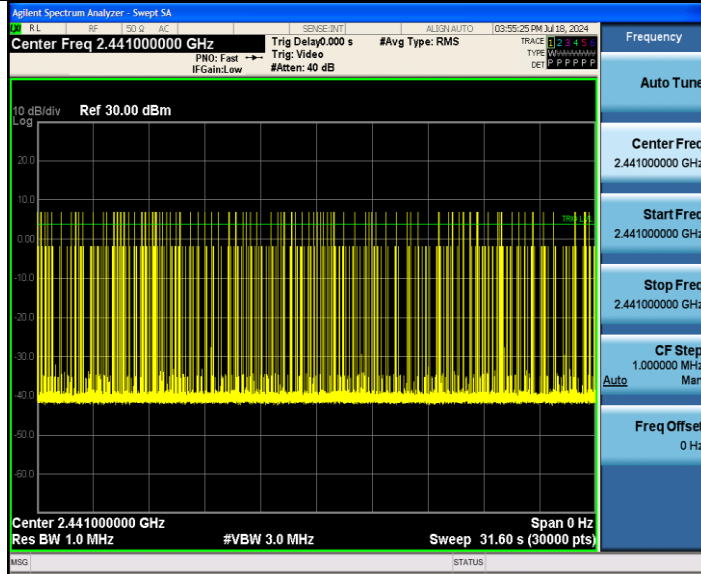 Agilent Spectrum Analyzer - Swept SA
RL RF 50 Ω AC SENSE:INT ALIGN AUTO 03:55:25 PM Jul 18, 2024
Center Freq 2.441000000 GHz
PNO: Fast
IFGain:Low
Trig Delay0.000 s
Trig: Video
#Atten: 40 dB
#Avg Type: RMS
TRACE 1 2 3 4 5 6
TYPE
DET P P P P P P
10 dB/div Ref 30.00 dBm
Log
20.0
10.0
0.00
-10.0
-20.0
-30.0
-40.0
-50.0
-60.0
TRIG LVL
Center 2.441000000 GHz Span 0 Hz
Res BW 1.0 MHz #VBW 3.0 MHz Sweep 31.60 s (30000 pts)
MSG STATUS
Frequency
Auto Tune
Center Freq
2.441000000 GHz
Start Freq
2.441000000 GHz
Stop Freq
2.441000000 GHz
CF Step
1.000000 MHz
Auto Man
Freq Offset
0 Hz